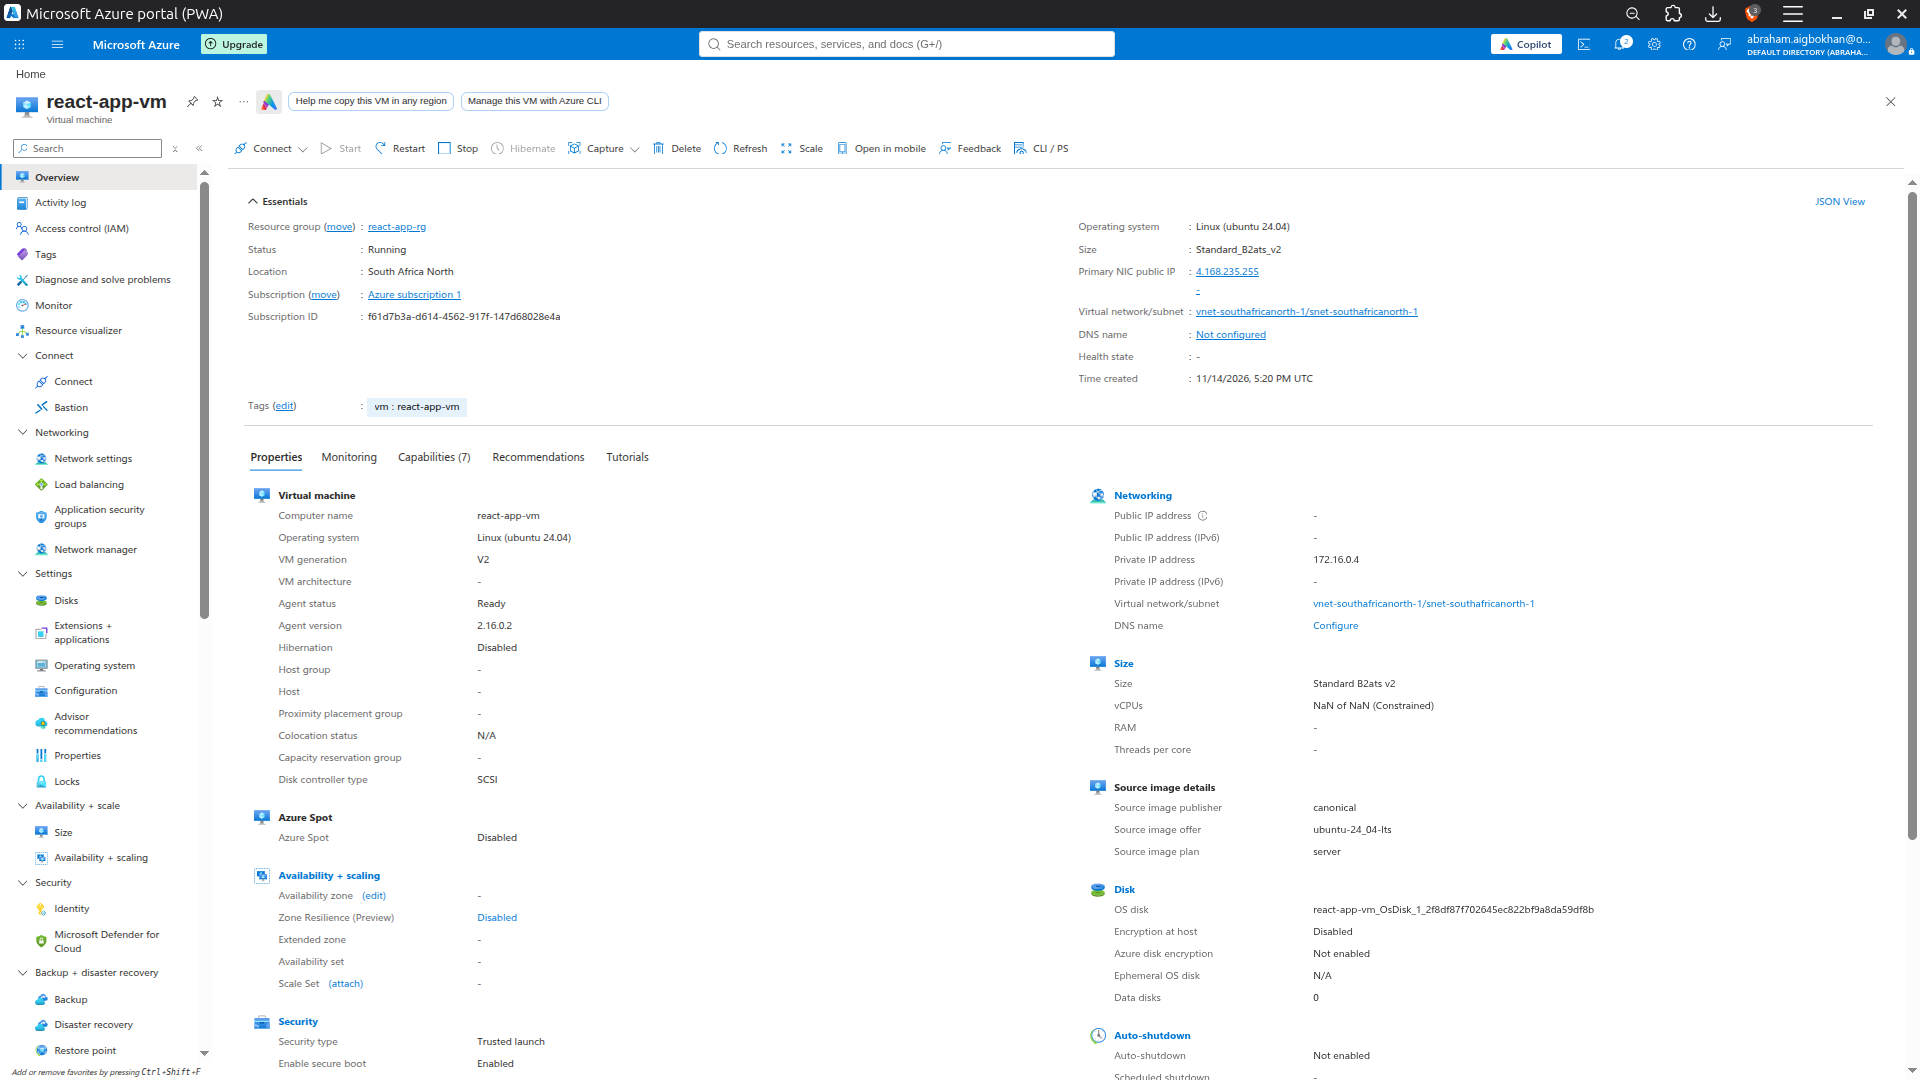 Microsoft Azure portal (PWA)
3
Microsoft Azure
Upgrade
Search resources, services, and docs (G+/)
Copilot
2
abraham.aigbokhan@o...
DEFAULT DIRECTORY (ABRAHA...
Home
react-app-vm
Virtual machine
...
Help me copy this VM in any region
Manage this VM with Azure CLI
Search
Connect
Start
Restart
Stop
Hibernate
Capture
Delete
Refresh
Scale
Open in mobile
Feedback
CLI / PS
Overview
Activity log
Access control (IAM)
Tags
Diagnose and solve problems
Monitor
Resource visualizer
Connect
Connect
Bastion
Networking
Network settings
Load balancing
Application security
groups
Network manager
Settings
Disks
Extensions +
applications
Operating system
Configuration
Advisor
recommendations
Properties
Locks
Availability + scale
Size
Availability + scaling
Security
Identity
Microsoft Defender for
Cloud
Backup + disaster recovery
Backup
Disaster recovery
Restore point
Add or remove favorites by pressing Ctrl+Shift+F
Essentials
JSON View
Resource group (move) : react-app-rg
Status : Running
Location : South Africa North
Subscription (move) : Azure subscription 1
Subscription ID : f61d7b3a-d614-4562-917f-147d68028e4a
Operating system : Linux (ubuntu 24.04)
Size : Standard_B2ats_v2
Primary NIC public IP : 4.168.235.255
-
Virtual network/subnet : vnet-southafricanorth-1/snet-southafricanorth-1
DNS name : Not configured
Health state : -
Time created : 11/14/2026, 5:20 PM UTC
Tags (edit) : vm : react-app-vm
Properties
Monitoring
Capabilities (7)
Recommendations
Tutorials
Virtual machine
Computer name react-app-vm
Operating system Linux (ubuntu 24.04)
VM generation V2
VM architecture -
Agent status Ready
Agent version 2.16.0.2
Hibernation Disabled
Host group -
Host -
Proximity placement group -
Colocation status N/A
Capacity reservation group -
Disk controller type SCSI
Azure Spot
Azure Spot Disabled
Availability + scaling
Availability zone (edit) -
Zone Resilience (Preview) Disabled
Extended zone -
Availability set -
Scale Set (attach) -
Security
Security type Trusted launch
Enable secure boot Enabled
Networking
Public IP address -
Public IP address (IPv6) -
Private IP address 172.16.0.4
Private IP address (IPv6) -
Virtual network/subnet vnet-southafricanorth-1/snet-southafricanorth-1
DNS name Configure
Size
Size Standard B2ats v2
vCPUs NaN of NaN (Constrained)
RAM -
Threads per core -
Source image details
Source image publisher canonical
Source image offer ubuntu-24_04-lts
Source image plan server
Disk
OS disk react-app-vm_OsDisk_1_2f8df87f702645ec822bf9a8da59df8b
Encryption at host Disabled
Azure disk encryption Not enabled
Ephemeral OS disk N/A
Data disks 0
Auto-shutdown
Auto-shutdown Not enabled
Scheduled shutdown -